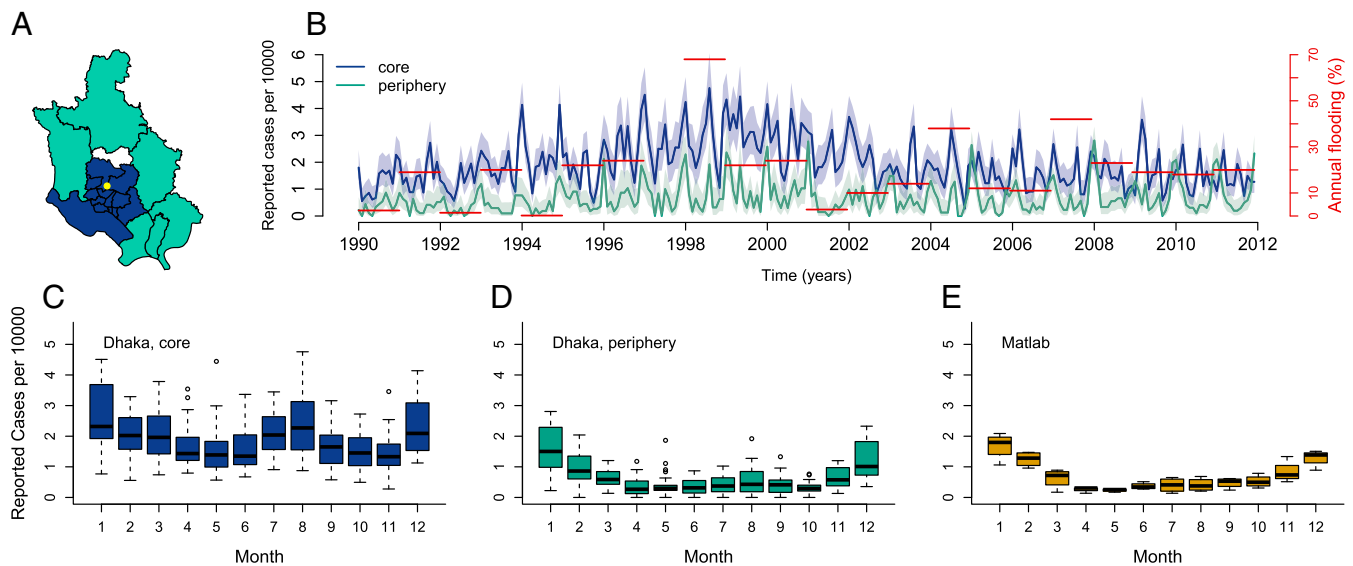 A
B
Reported cases per 10000
0 1 2 3 4 5 6
core
periphery
0 10 30 50 70
Annual flooding (%)
1990 1992 1994 1996 1998 2000 2002 2004 2006 2008 2010 2012
Time (years)
C
Reported Cases per 10000
0 1 2 3 4 5
Dhaka, core
1 2 3 4 5 6 7 8 9 10 11 12
Month
D
0 1 2 3 4 5
Dhaka, periphery
1 2 3 4 5 6 7 8 9 10 11 12
Month
E
0 1 2 3 4 5
Matlab
1 2 3 4 5 6 7 8 9 10 11 12
Month